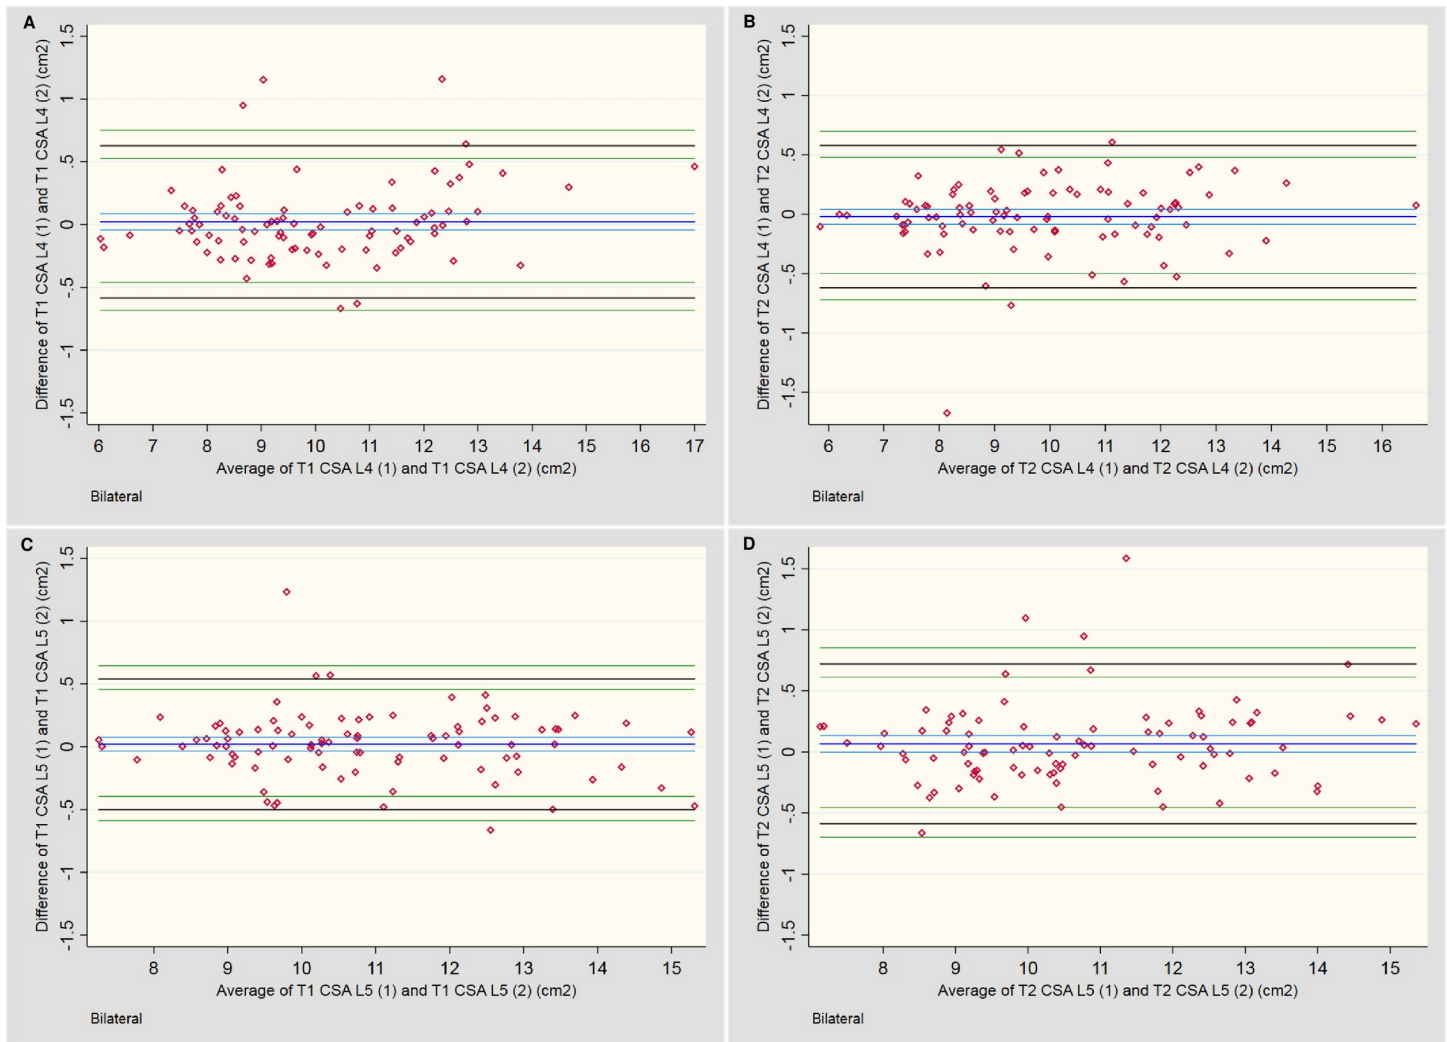 A
Difference of T1 CSA L4 (1) and T1 CSA L4 (2) (cm2)
1.5
1
.5
0
-.5
-1
-1.5
6 7 8 9 10 11 12 13 14 15 16 17
Average of T1 CSA L4 (1) and T1 CSA L4 (2) (cm2)
Bilateral
B
Difference of T2 CSA L4 (1) and T2 CSA L4 (2) (cm2)
1.5
1
.5
0
-.5
-1
-1.5
6 7 8 9 10 11 12 13 14 15 16
Average of T2 CSA L4 (1) and T2 CSA L4 (2) (cm2)
Bilateral
C
Difference of T1 CSA L5 (1) and T1 CSA L5 (2) (cm2)
1.5
1
.5
0
-.5
-1
-1.5
8 9 10 11 12 13 14 15
Average of T1 CSA L5 (1) and T1 CSA L5 (2) (cm2)
Bilateral
D
Difference of T2 CSA L5 (1) and T2 CSA L5 (2) (cm2)
1.5
1
.5
0
-.5
-1
-1.5
8 9 10 11 12 13 14 15
Average of T2 CSA L5 (1) and T2 CSA L5 (2) (cm2)
Bilateral